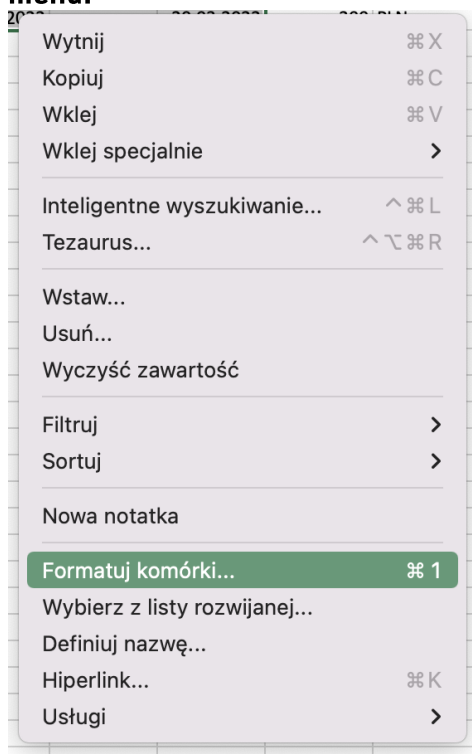 Wytnij ⌘X
Kopiuj ⌘C
Wklej ⌘V
Wklej specjalnie
Inteligentne wyszukiwanie... ^⌘L
Tezaurus... ^⌥⌘R
Wstaw...
Usuń...
Wyczyść zawartość
Filtruj
Sortuj
Nowa notatka
Formatuj komórki... ⌘1
Wybierz z listy rozwijanej...
Definiuj nazwę...
Hiperlink... ⌘K
Usługi